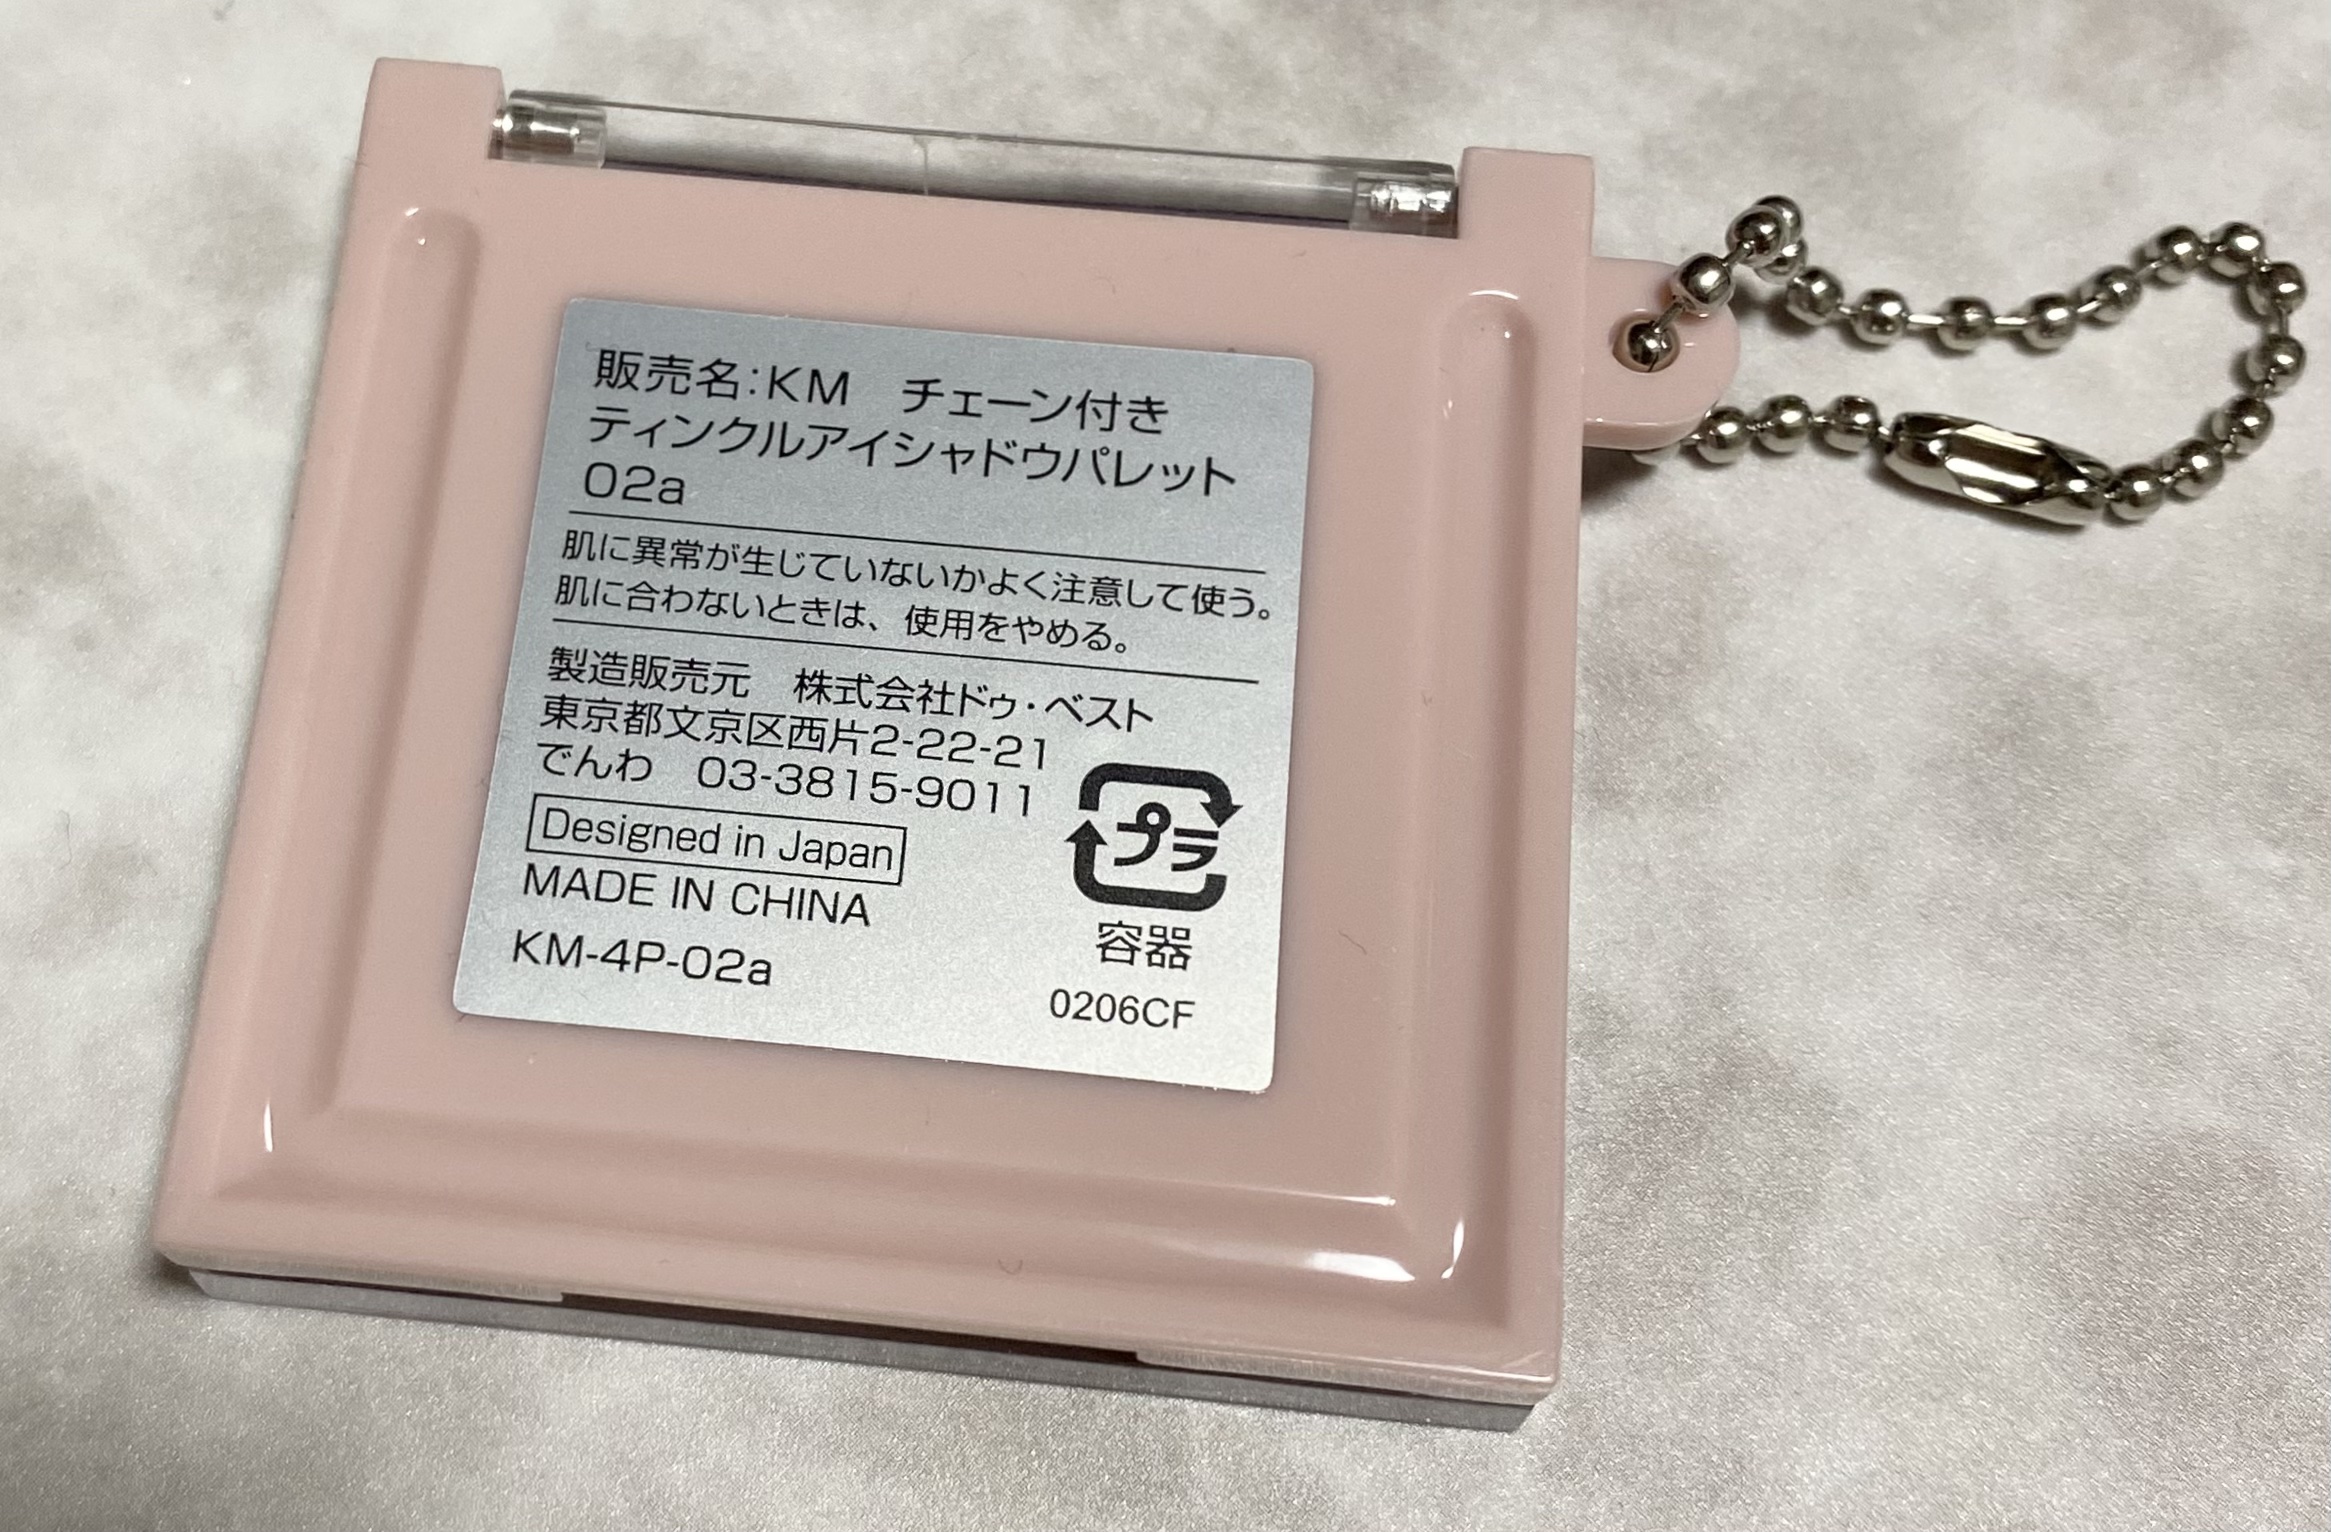 販売名:KM チェーン付き
ティンクルアイシャドウパレット
02a
肌に異常が生じていないかよく注意して使う。
肌に合わないときは、使用をやめる。
製造販売元 株式会社ドゥ・ベスト
東京都文京区西片2-22-21
でんわ 03-3815-9011
Designed in Japan
MADE IN CHINA
KM-4P-02a
プラ
容器
0206CF